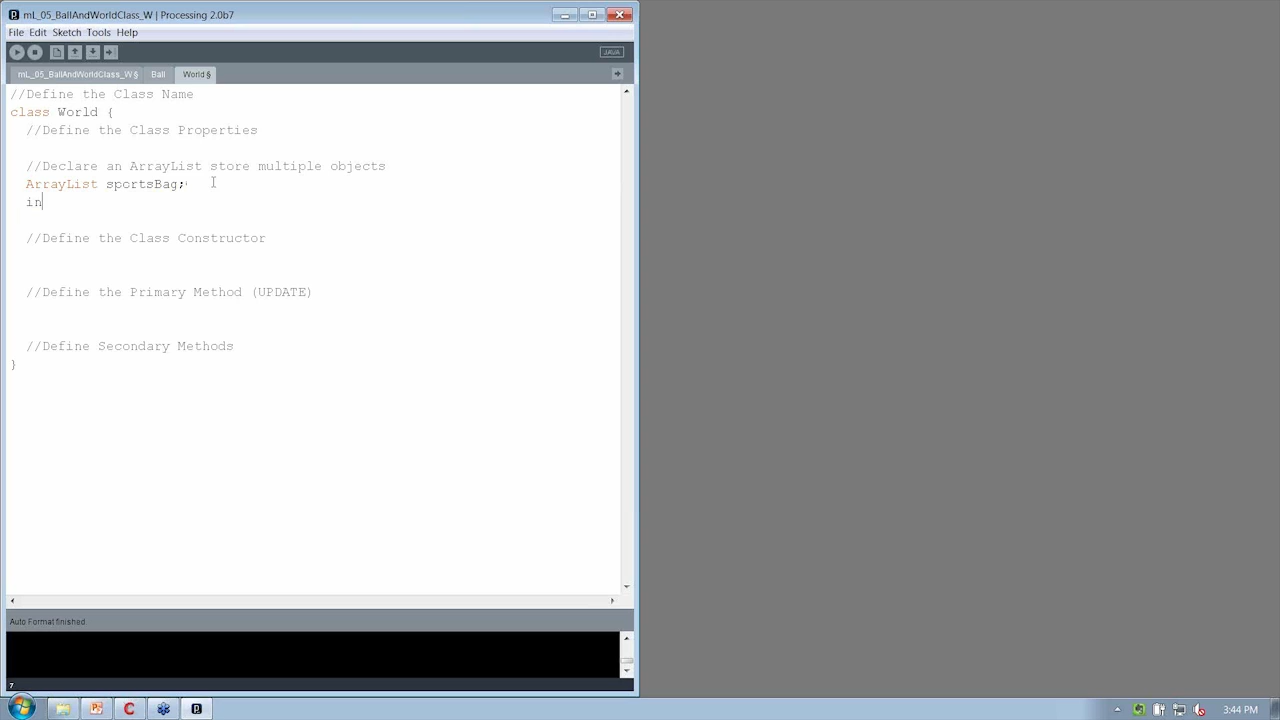 mL_05_BallAndWorldClass_W | Processing 2.0b7
File Edit Sketch Tools Help
JAVA
mL_05_BallAndWorldClass_W § Ball World §
//Define the Class Name
class World {
//Define the Class Properties
//Declare an ArrayList store multiple objects
ArrayList sportsBag;
in
//Define the Class Constructor
//Define the Primary Method (UPDATE)
//Define Secondary Methods
}
Auto Format finished
7
3:44 PM